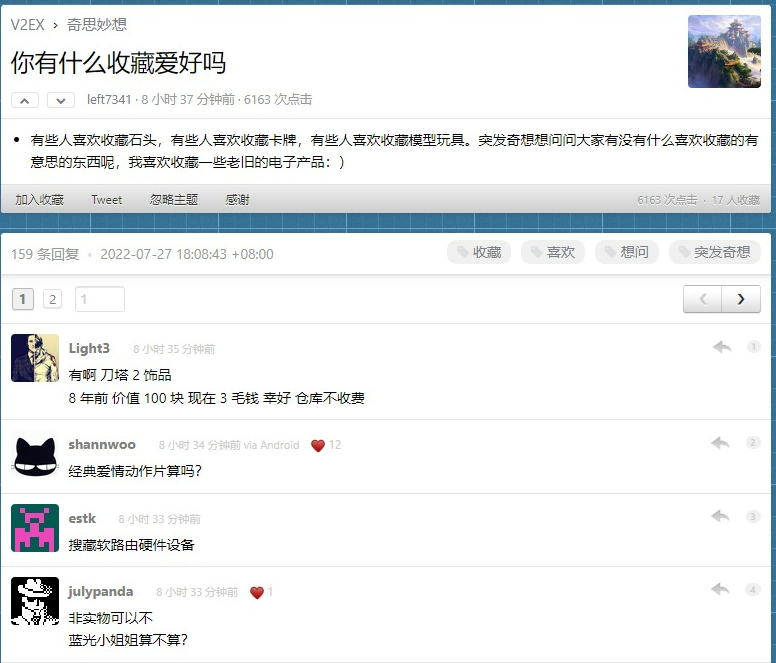 V2EX › 奇思妙想
你有什么收藏爱好吗
left7341 · 8 小时 37 分钟前 · 6163 次点击
有些人喜欢收藏石头，有些人喜欢收藏卡牌，有些人喜欢收藏模型玩具。突发奇想想问问大家有没有什么喜欢收藏的有
意思的东西呢，我喜欢收藏一些老旧的电子产品：）
加入收藏 Tweet 忽略主题 感谢 6163 次点击 · 17 人收藏
159 条回复 • 2022-07-27 18:08:43 +08:00 收藏 喜欢 想问 突发奇想
1 2 1 ‹ ›
Light3 8 小时 35 分钟前 1
有啊 刀塔 2 饰品
8 年前 价值 100 块 现在 3 毛钱 幸好 仓库不收费
shannwoo 8 小时 34 分钟前 via Android ❤ 12 2
经典爱情动作片算吗?
estk 8 小时 33 分钟前 3
搜藏软路由硬件设备
julypanda 8 小时 33 分钟前 ❤ 1 4
非实物可以不
蓝光小姐姐算不算?